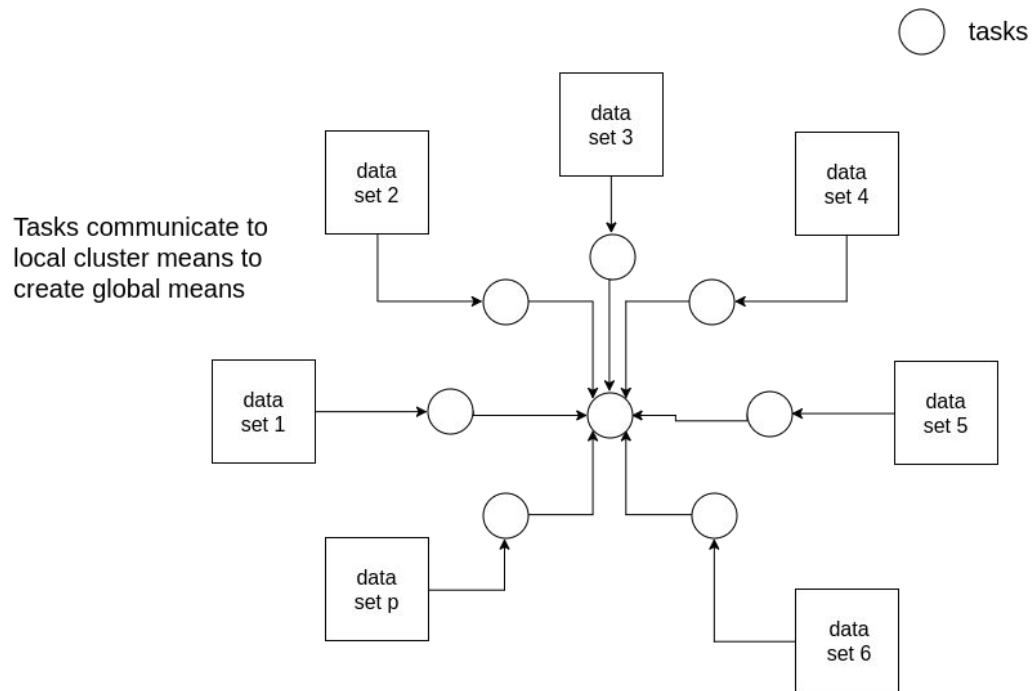 tasks
data
set 3
data
set 2
data
set 4
Tasks communicate to
local cluster means to
create global means
data
set 1
data
set 5
data
set p
data
set 6